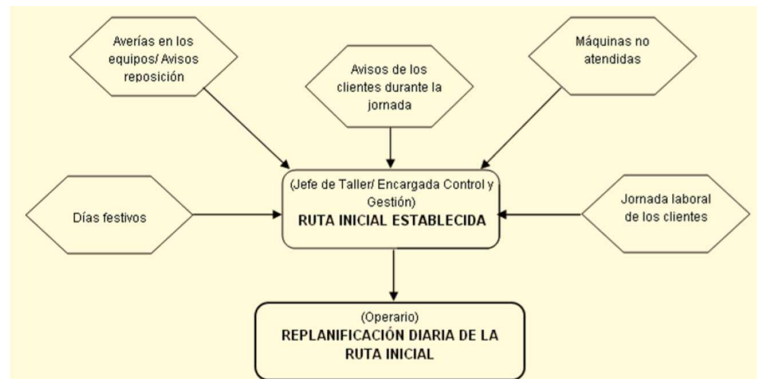 Averías en los
equipos/ Avisos
reposición
Avisos de los
clientes durante la
jornada
Máquinas no
atendidas
Días festivos
(Jefe de Taller/ Encargada Control y
Gestión)
RUTA INICIAL ESTABLECIDA
Jornada laboral
de los clientes
(Operario)
REPLANIFICACIÓN DIARIA DE LA
RUTA INICIAL